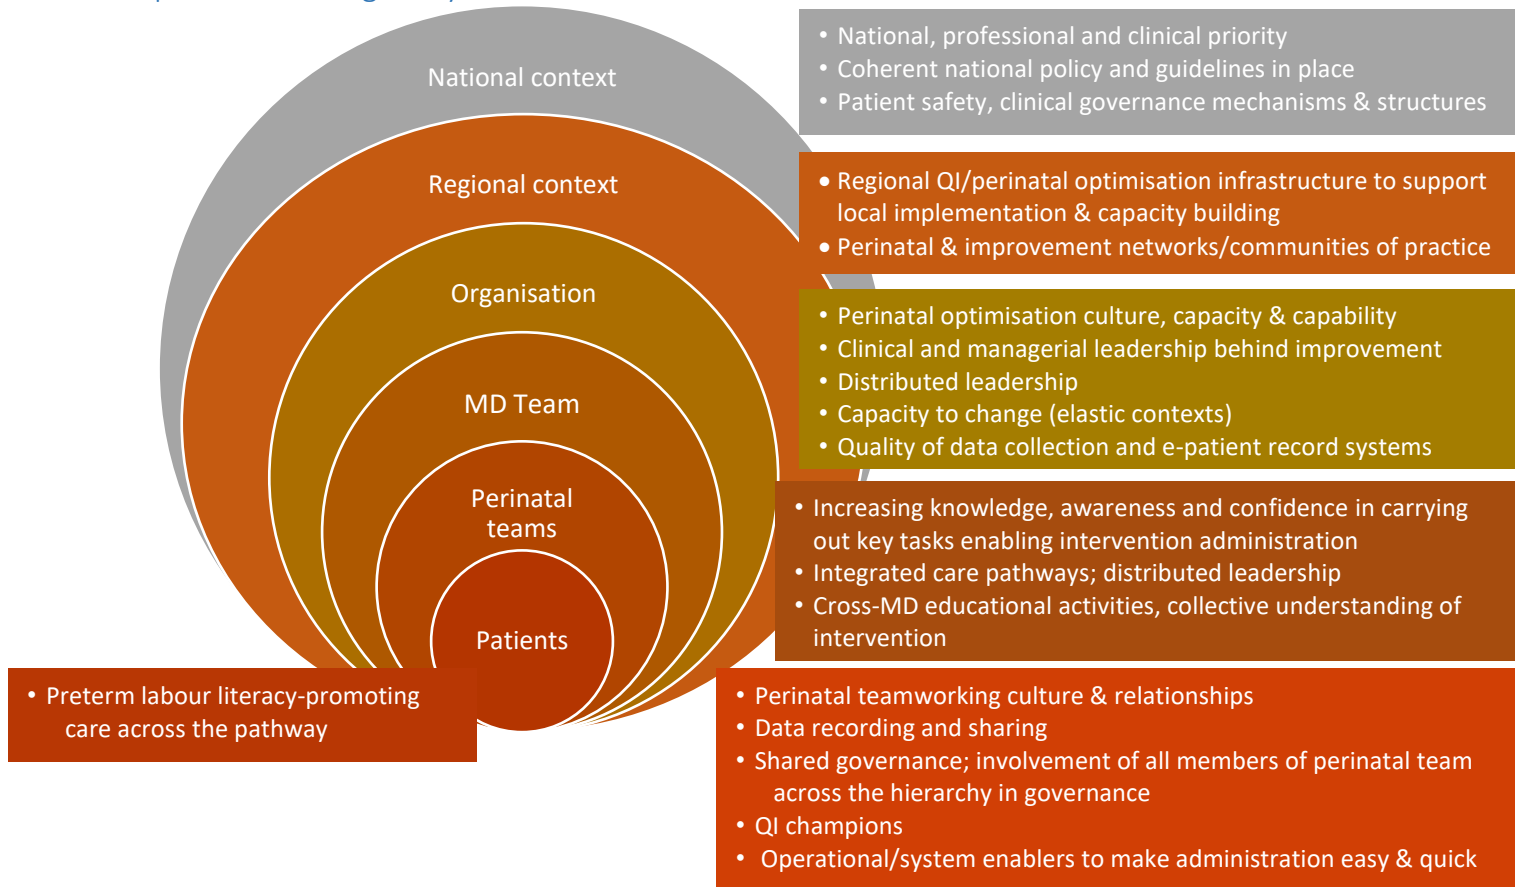 National context
Regional context
Organisation
MD Team
Perinatal
teams
Patients
• National, professional and clinical priority
• Coherent national policy and guidelines in place
• Patient safety, clinical governance mechanisms & structures
• Regional QI/perinatal optimisation infrastructure to support
local implementation & capacity building
• Perinatal & improvement networks/communities of practice
• Perinatal optimisation culture, capacity & capability
• Clinical and managerial leadership behind improvement
• Distributed leadership
• Capacity to change (elastic contexts)
• Quality of data collection and e-patient record systems
• Increasing knowledge, awareness and confidence in carrying
out key tasks enabling intervention administration
• Integrated care pathways; distributed leadership
• Cross-MD educational activities, collective understanding of
intervention
• Preterm labour literacy-promoting
care across the pathway
• Perinatal teamworking culture & relationships
• Data recording and sharing
• Shared governance; involvement of all members of perinatal team
across the hierarchy in governance
• QI champions
• Operational/system enablers to make administration easy & quick